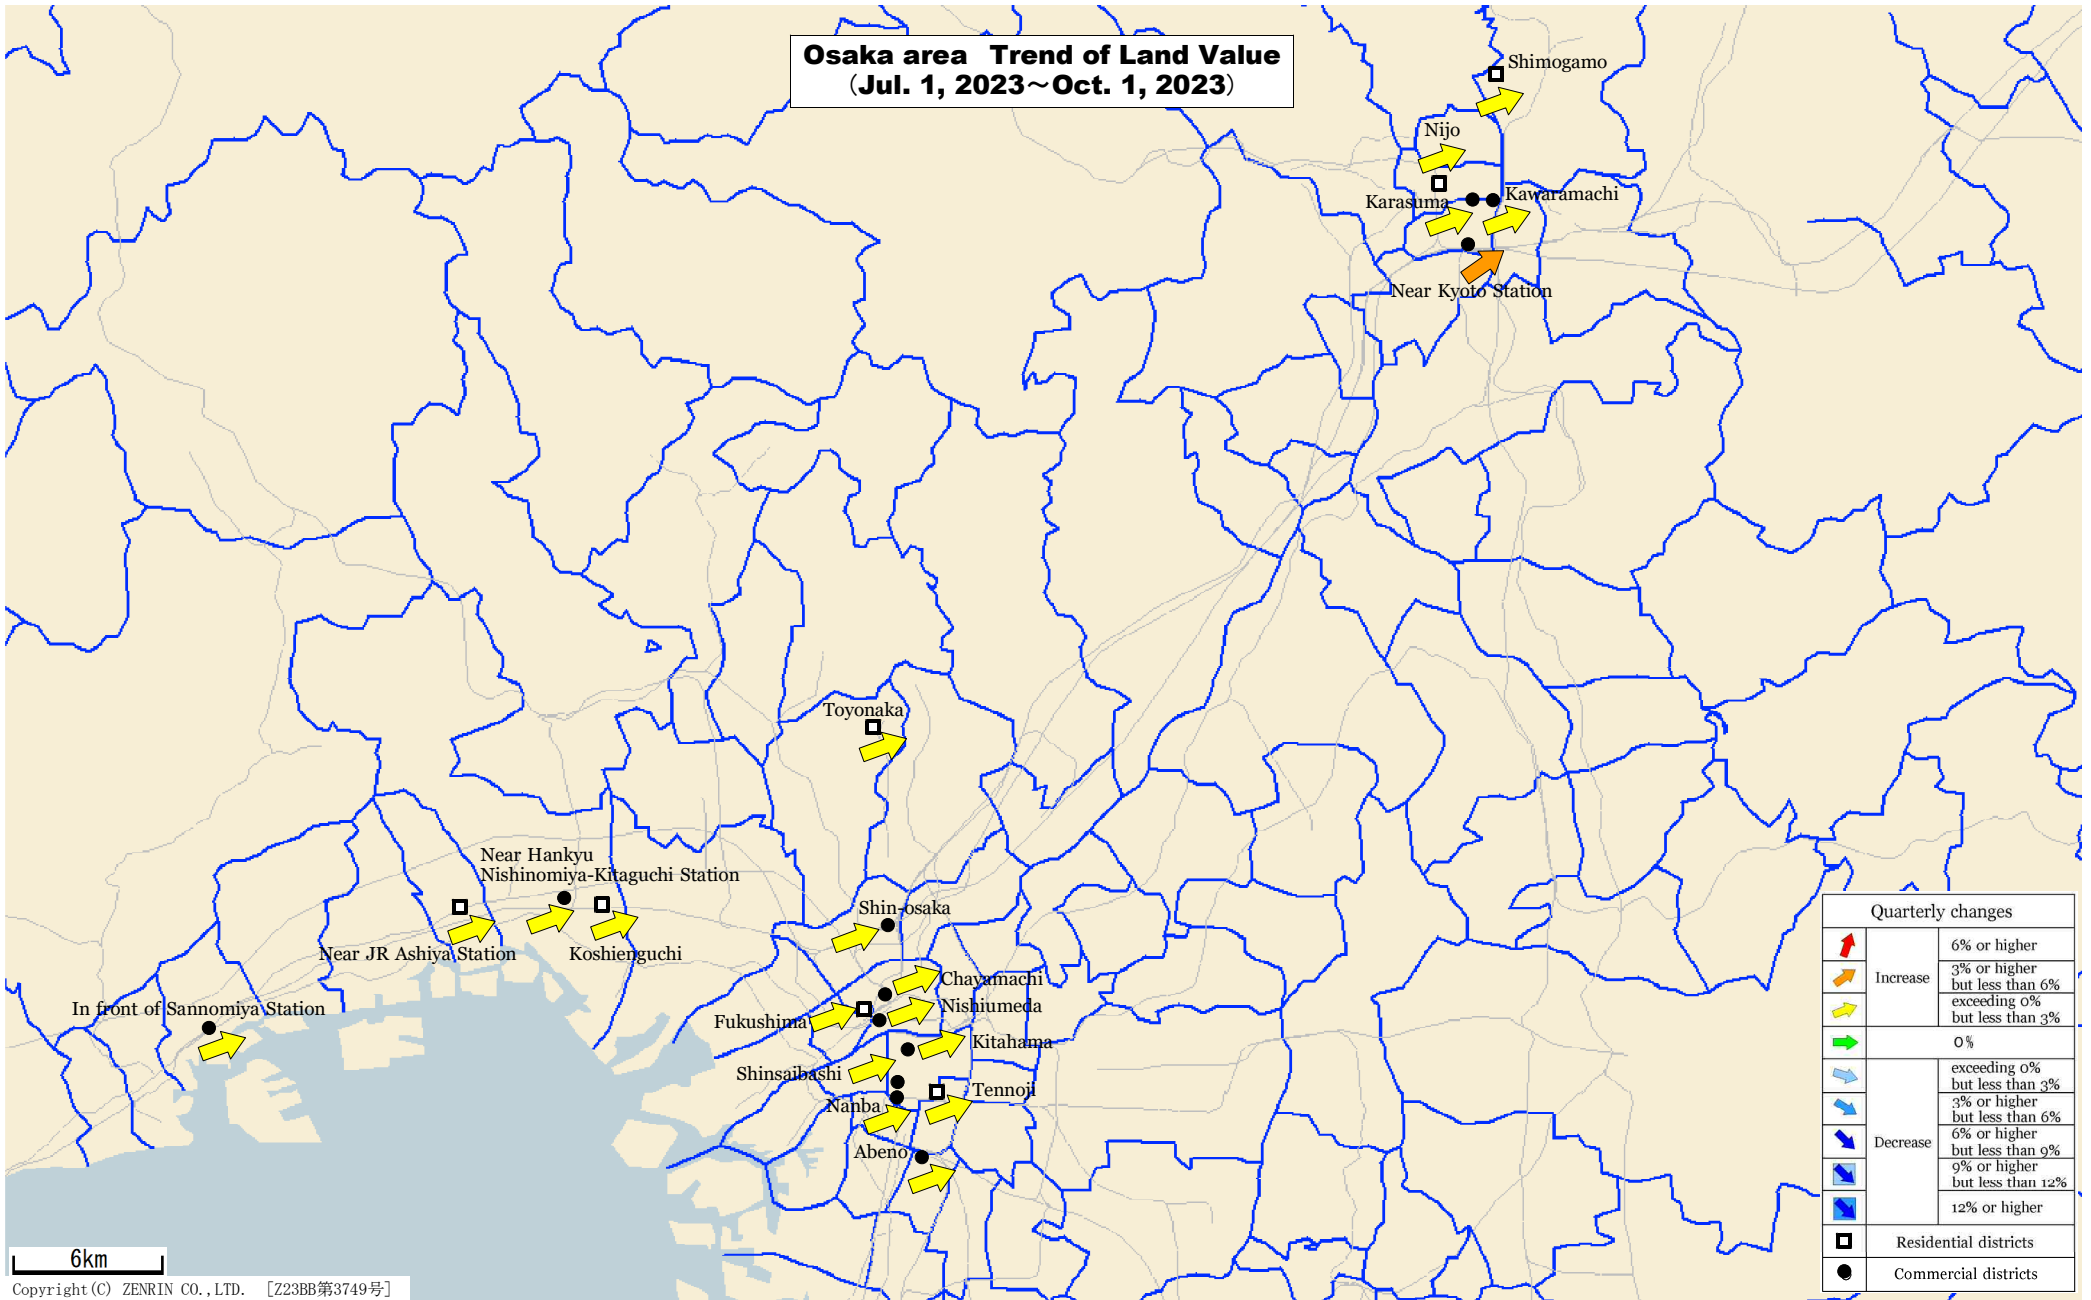 Osaka area Trend of Land Value
(Jul. 1, 2023～Oct. 1, 2023)
Shimogamo
Nijo
Karasuma
Kawaramachi
Near Kyoto Station
Toyonaka
Near Hankyu
Nishinomiya-Kitaguchi Station
Near JR Ashiya Station
Koshienguchi
In front of Sannomiya Station
Shin-osaka
Chayamachi
Nishiumeda
Fukushima
Kitahama
Shinsaibashi
Tennoji
Nanba
Abeno
Quarterly changes
Increase
6% or higher
3% or higher
but less than 6%
exceeding 0%
but less than 3%
0%
Decrease
exceeding 0%
but less than 3%
3% or higher
but less than 6%
6% or higher
but less than 9%
9% or higher
but less than 12%
12% or higher
Residential districts
Commercial districts
6km
Copyright(C) ZENRIN CO.,LTD. [Z23BB第3749号]